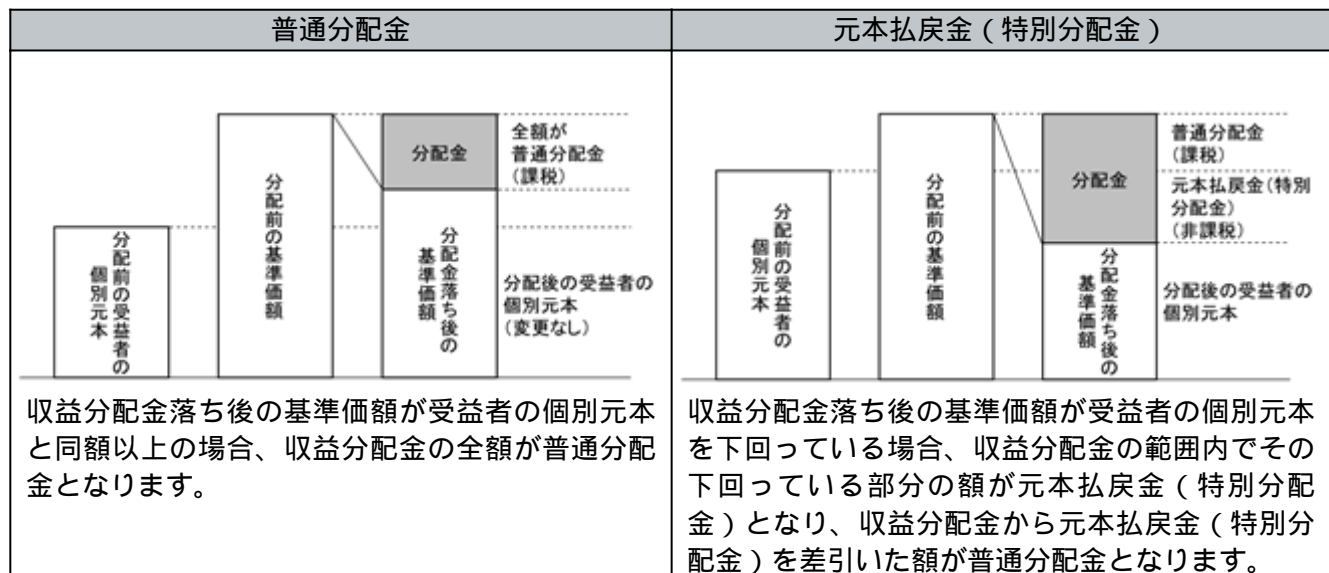 普通分配金
分配前の受益者の
個別元本
分配前の基準価額
分配金
分配金落ち後の
基準価額
全額が
普通分配金
(課税)
分配後の受益者の
個別元本
(変更なし)
収益分配金落ち後の基準価額が受益者の個別元本
と同額以上の場合、収益分配金の全額が普通分配
金となります。
元本払戻金(特別分配金)
分配前の受益者の
個別元本
分配前の基準価額
分配金
分配金落ち後の
基準価額
普通分配金
(課税)
元本払戻金(特別
分配金)
(非課税)
分配後の受益者の
個別元本
収益分配金落ち後の基準価額が受益者の個別元本
を下回っている場合、収益分配金の範囲内でその
下回っている部分の額が元本払戻金(特別分配
金)となり、収益分配金から元本払戻金(特別分
配金)を差引いた額が普通分配金となります。